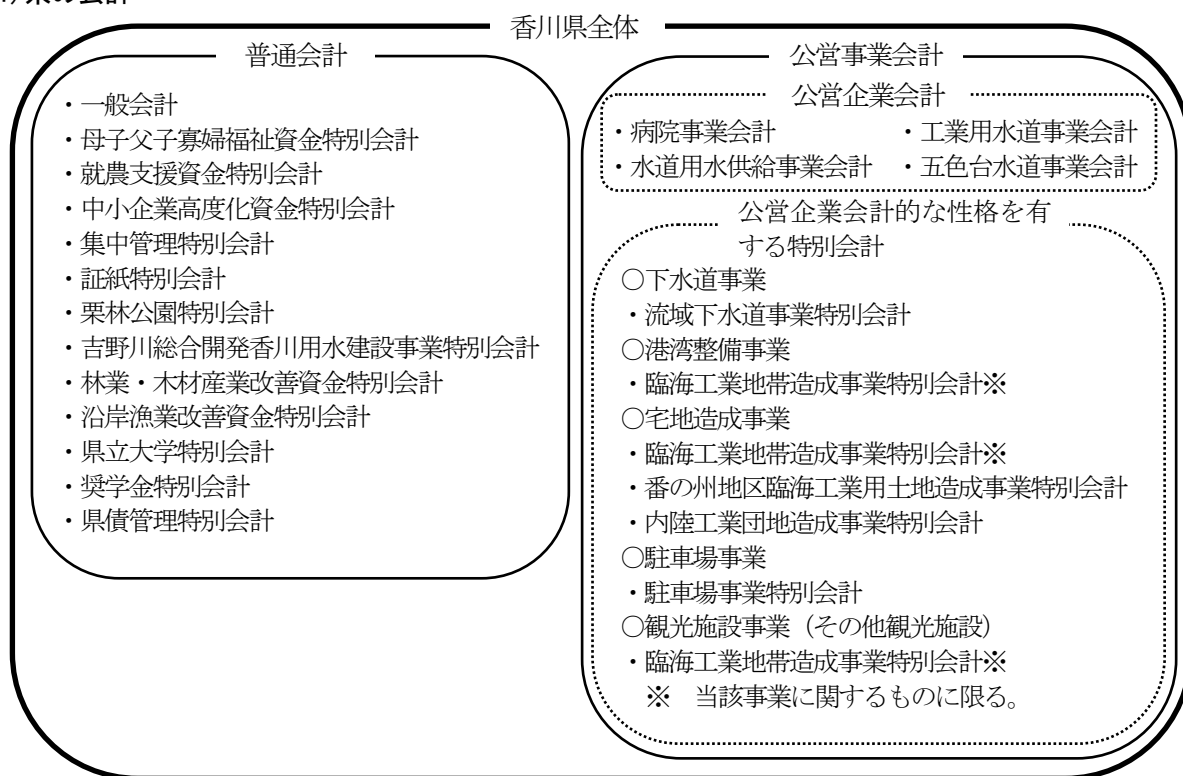 県の会計
香川県全体
普通会計
・一般会計
・母子父子寡婦福祉資金特別会計
・就農支援資金特別会計
・中小企業高度化資金特別会計
・集中管理特別会計
・証紙特別会計
・栗林公園特別会計
・吉野川総合開発香川用水建設事業特別会計
・林業・木材産業改善資金特別会計
・沿岸漁業改善資金特別会計
・県立大学特別会計
・奨学金特別会計
・県債管理特別会計
公営事業会計
公営企業会計
・病院事業会計 ・工業用水道事業会計
・水道用水供給事業会計 ・五色台水道事業会計
公営企業会計的な性格を有
する特別会計
○下水道事業
・流域下水道事業特別会計
○港湾整備事業
・臨海工業地帯造成事業特別会計※
○宅地造成事業
・臨海工業地帯造成事業特別会計※
・番の州地区臨海工業用土地造成事業特別会計
・内陸工業団地造成事業特別会計
○駐車場事業
・駐車場事業特別会計
○観光施設事業（その他観光施設）
・臨海工業地帯造成事業特別会計※
※ 当該事業に関するものに限る。